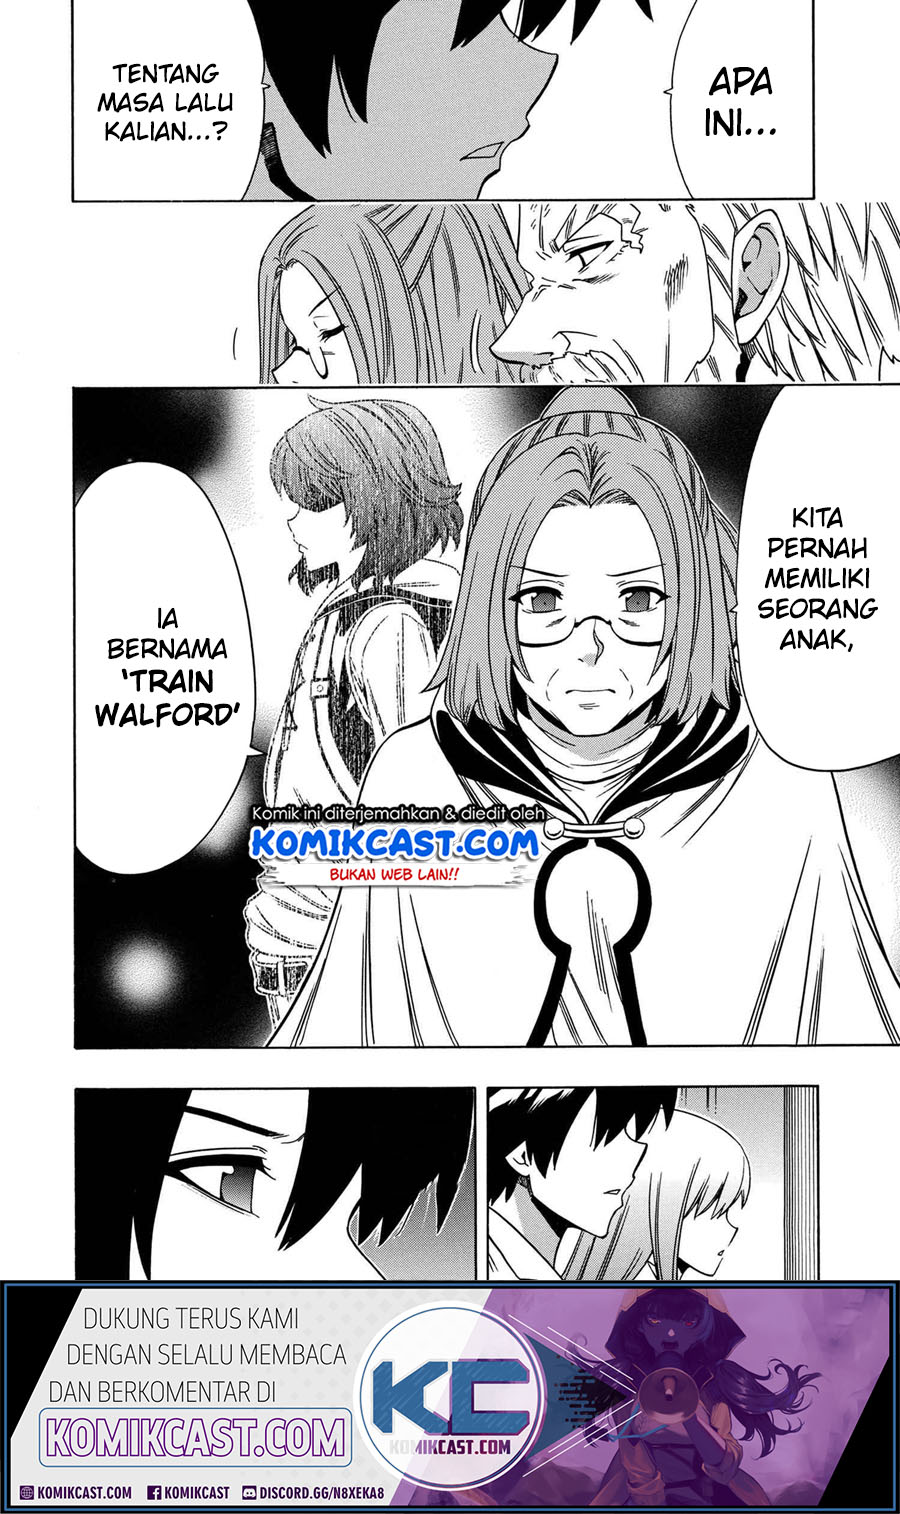 APA
INI...
TENTANG
MASA LALU
KALIAN...?
KITA
PERNAH
MEMILIKI
SEORANG
ANAK,
IA
BERNAMA
'TRAIN
WALFORD'
Komik ini diterjemahkan & diedit oleh
KOMIKCAST.COM
BUKAN WEB LAIN!!
DUKUNG TERUS KAMI
DENGAN SELALU MEMBACA
DAN BERKOMENTAR DI
KOMIKCAST.COM
KC
KOMIKCAST.COM
KOMIKCAST.COM KOMIKCAST DISCORD.GG/N8XEKA8